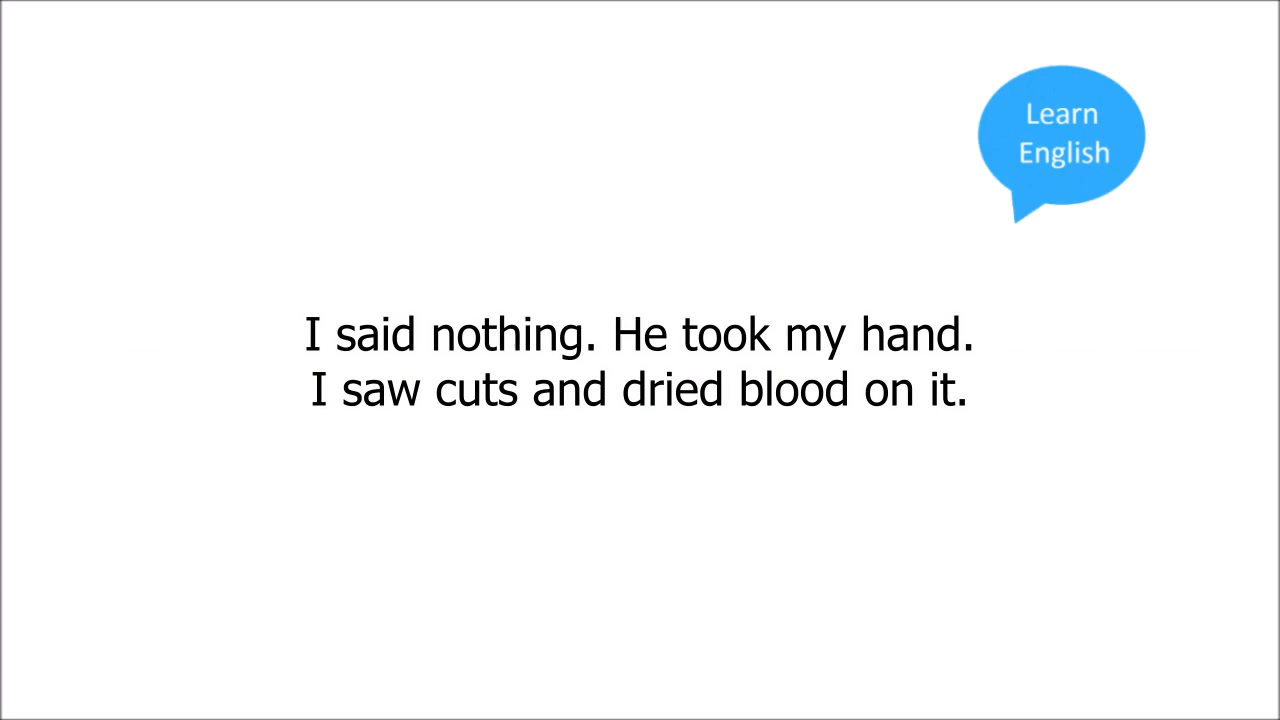 Learn
English
I said nothing. He took my hand.
I saw cuts and dried blood on it.